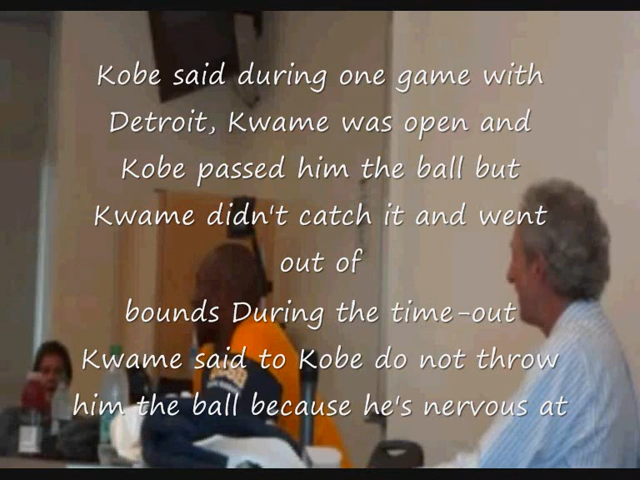 Kobe said during one game with
Detroit, Kwame was open and
Kobe passed him the ball but
Kwame didn't catch it and went
out of
bounds During the time-out
Kwame said to Kobe do not throw
him the ball because he's nervous at